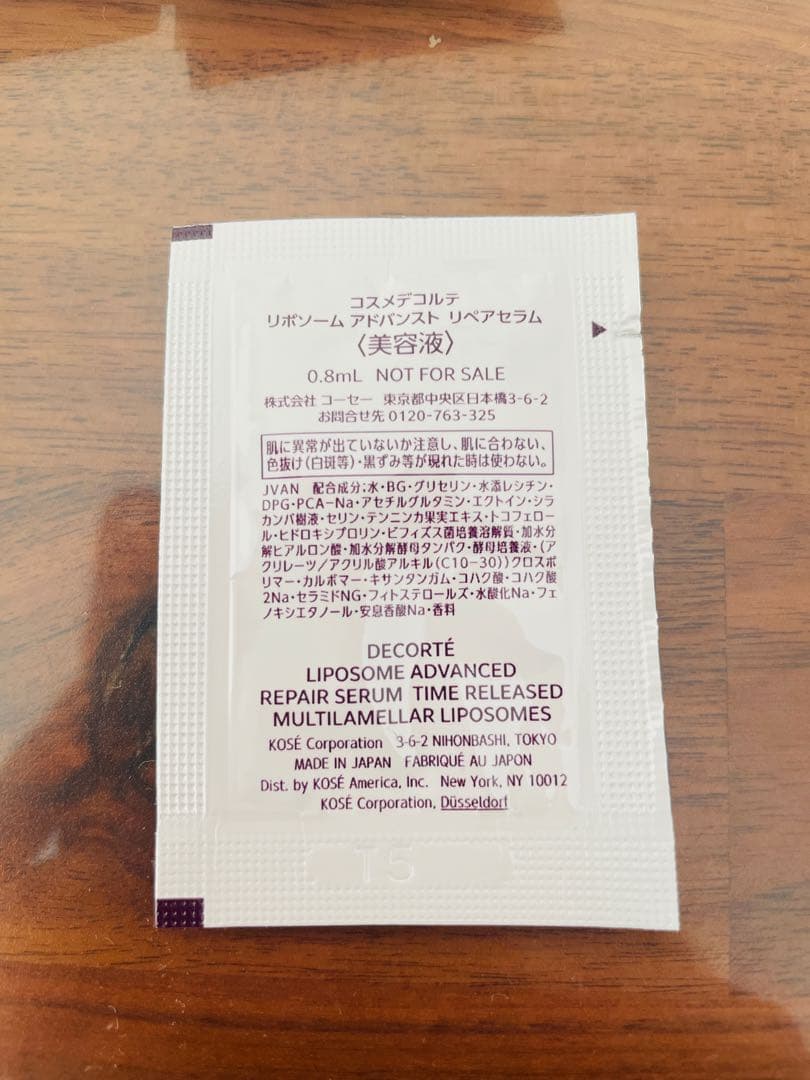 コスメデコルテ
リポソーム アドバンスト リペアセラム
〈美容液〉
0.8mL NOT FOR SALE
株式会社 コーセー 東京都中央区日本橋3-6-2
お問合せ先 0120-763-325
肌に異常が出ていないか注意し、肌に合わない、
色抜け(白斑等)・黒ずみ等が現れた時は使わない。
JVAN 配合成分;水・BG・グリセリン・水添レシチン・
DPG・PCA-Na・アセチルグルタミン・エクトイン・シラ
カンバ樹液・セリン・テンニンカ果実エキス・トコフェロー
ル・ヒドロキシプロリン・ビフィズス菌培養溶解質・加水分
解ヒアルロン酸・加水分解酵母タンパク・酵母培養液・(ア
クリレーツ/アクリル酸アルキル(C10-30))クロスポ
リマー・カルボマー・キサンタンガム・コハク酸・コハク酸
2Na・セラミドNG・フィトステロールズ・水酸化Na・フェ
ノキシエタノール・安息香酸Na・香料
DECORTÉ
LIPOSOME ADVANCED
REPAIR SERUM TIME RELEASED
MULTILAMELLAR LIPOSOMES
KOSÉ Corporation 3-6-2 NIHONBASHI, TOKYO
MADE IN JAPAN FABRIQUÉ AU JAPON
Dist. by KOSÉ America, Inc. New York, NY 10012
KOSÉ Corporation, Düsseldorf
T5